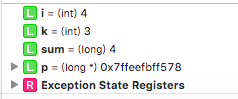 L i = (int) 4
L k = (int) 3
L sum = (long) 4
L p = (long *) 0x7ffeefbff578
R Exception State Registers